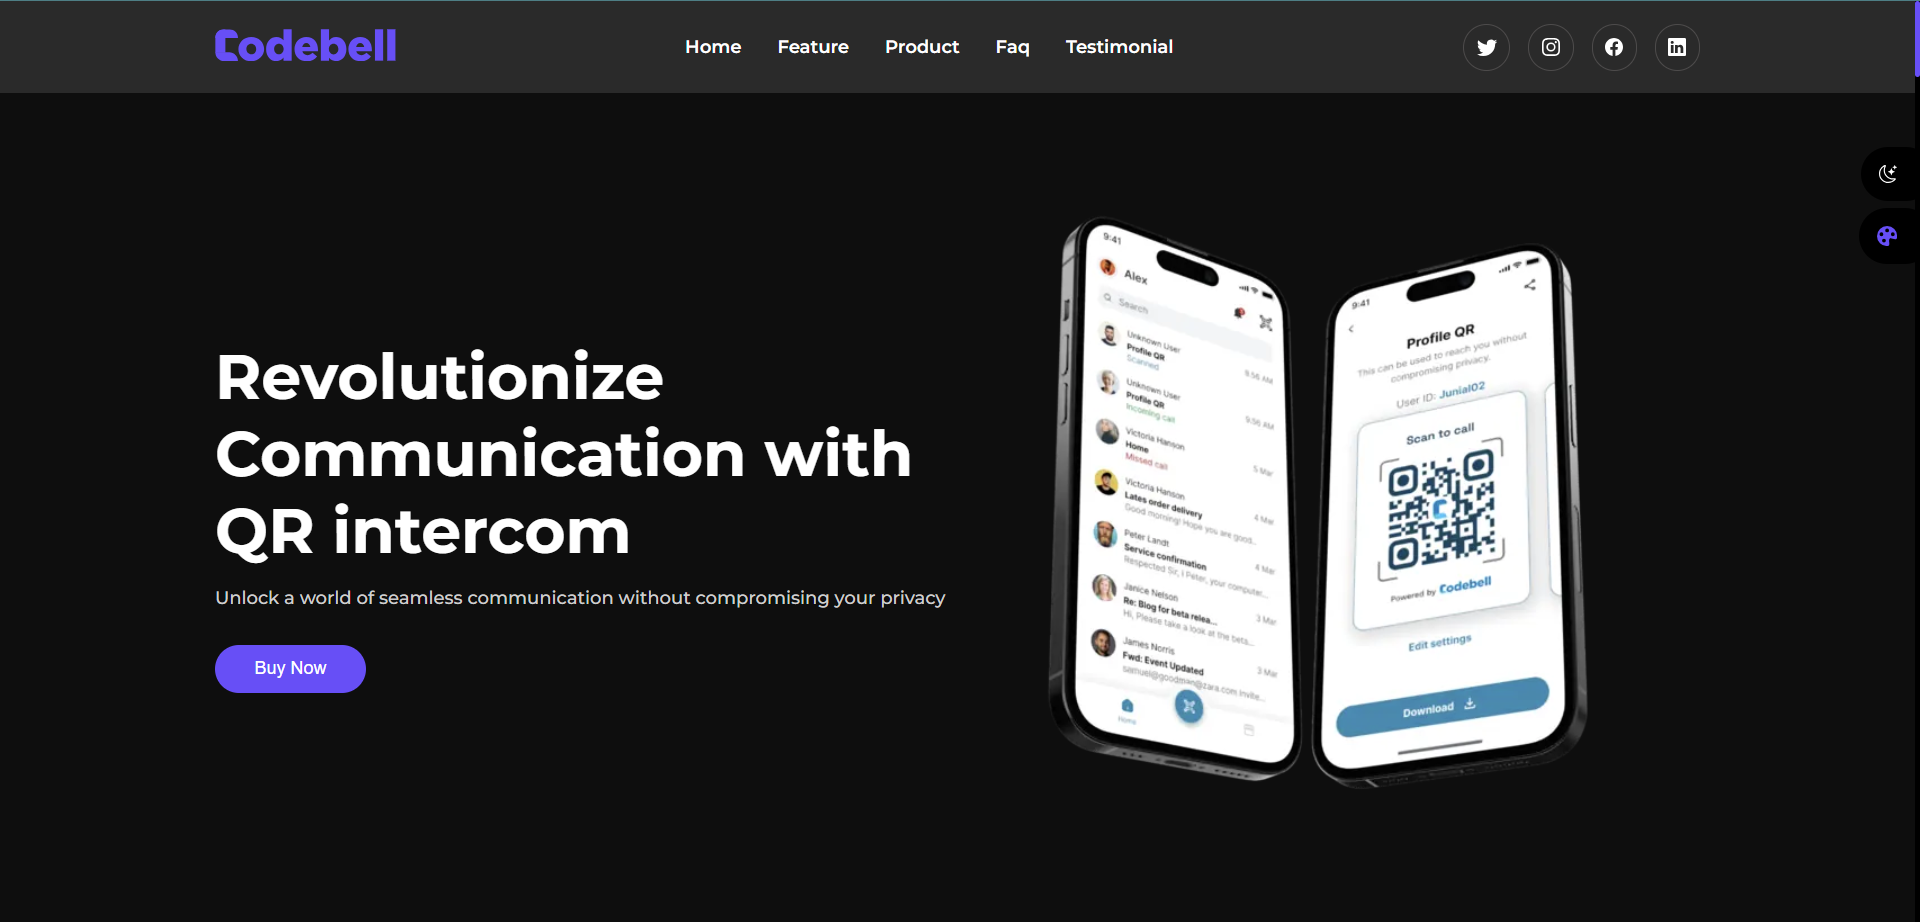 Codebell
Home Feature Product Faq Testimonial
Revolutionize
Communication with
QR intercom
Unlock a world of seamless communication without compromising your privacy
Buy Now
9:41
Alex
Search
Unknown User
Profile QR
Scanned
9:56 AM
Unknown User
Profile QR
Incoming call
9:56 AM
Victoria Hanson
Home
Missed call
5 Mar
Victoria Hanson
Lates order delivery
Good morning! Hope you are good..
4 Mar
Peter Landt
Service confirmation
Respected Sir, I Peter, your computer...
4 Mar
Janice Nelson
Re: Blog for beta relea...
Hi, Please take a look at the beta...
3 Mar
James Norris
Fwd: Event Updated
samuel@goodman@zara.com invite...
3 Mar
Home
9:41
Profile QR
This can be used to reach you without
compromising privacy.
User ID: Junial02
Scan to call
Powered by Codebell
Edit settings
Download